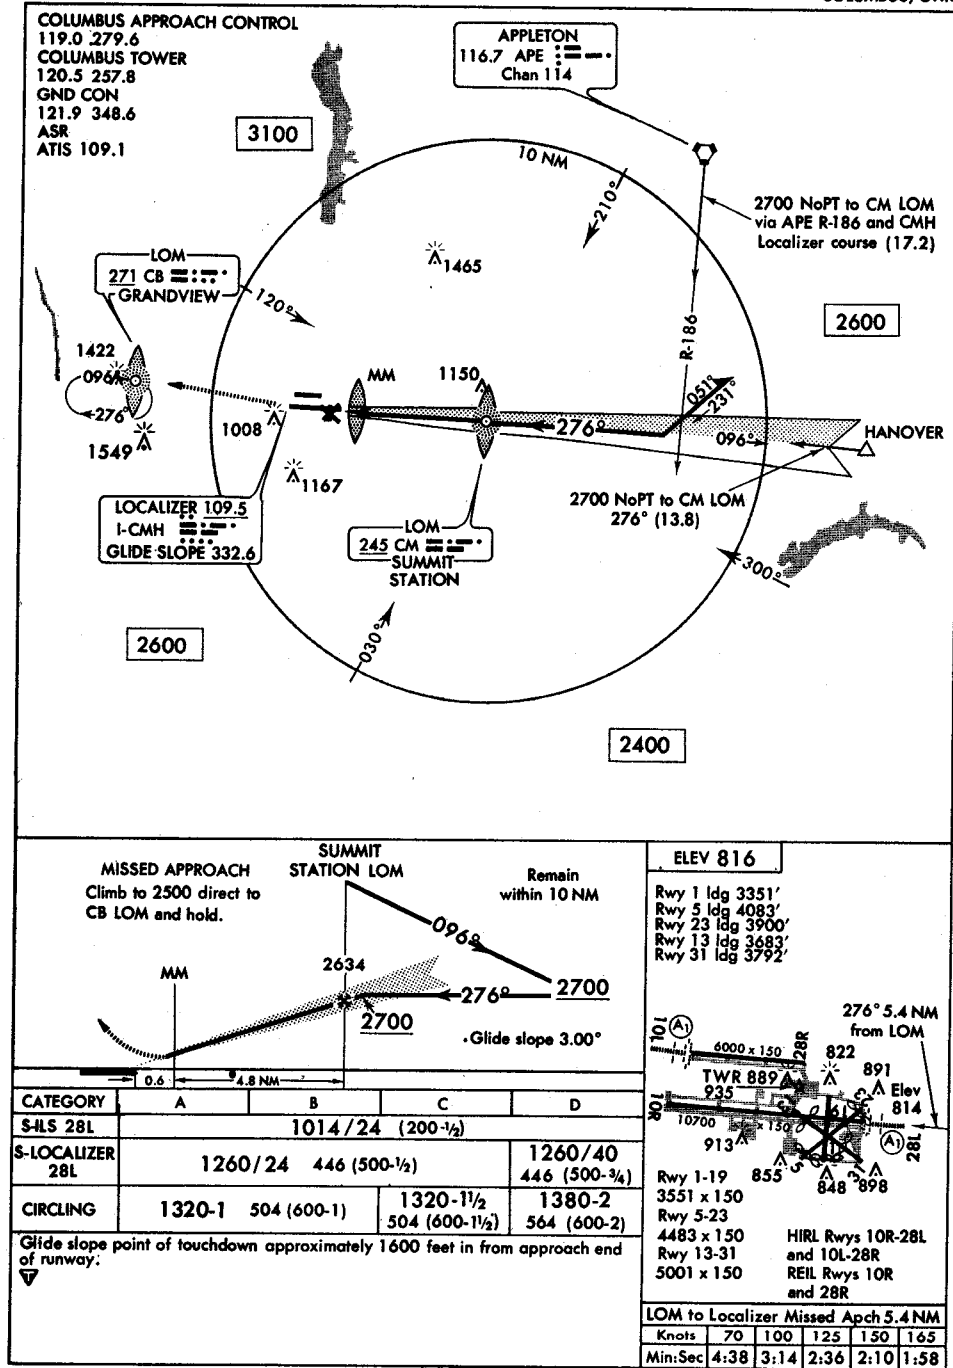 COLUMBUS APPROACH CONTROL
119.0 279.6
COLUMBUS TOWER
120.5 257.8
GND CON
121.9 348.6
ASR
ATIS 109.1
APPLETON
116.7 APE
Chan 114
3100
10 NM
210°
2700 NoPT to CM LOM
via APE R-186 and CMH
Localizer course (17.2)
1465
LOM
271 CB
GRANDVIEW
120°
2600
R-186
1422
096°
276°
1549
MM
1150
051°
231°
1008
276°
096°
HANOVER
1167
2700 NoPT to CM LOM
276° (13.8)
LOCALIZER 109.5
I-CMH
GLIDE SLOPE 332.6
LOM
245 CM
SUMMIT
STATION
300°
2600
030°
2400
MISSED APPROACH
Climb to 2500 direct to
CB LOM and hold.
SUMMIT
STATION LOM
Remain
within 10 NM
096°
MM
2634
276°
2700
2700
Glide slope 3.00°
0.6
4.8 NM
ELEV 816
Rwy 1 ldg 3351'
Rwy 5 ldg 4083'
Rwy 23 ldg 3900'
Rwy 13 ldg 3683'
Rwy 31 ldg 3792'
276° 5.4 NM
from LOM
10L
A1
6000 x 150
28R
822
TWR 889
891
935
Elev
814
10R
10700 x 150
913
A1
28L
855
848
898
Rwy 1-19
3551 x 150
Rwy 5-23
4483 x 150
Rwy 13-31
5001 x 150
HIRL Rwys 10R-28L
and 10L-28R
REIL Rwys 10R
and 28R
CATEGORY A B C D
S-ILS 28L 1014/24 (200-½)
S-LOCALIZER 28L 1260/24 446 (500-½) 1260/40 446 (500-¾)
CIRCLING 1320-1 504 (600-1) 1320-1½ 504 (600-1½) 1380-2 564 (600-2)
Glide slope point of touchdown approximately 1600 feet in from approach end
of runway.
T
LOM to Localizer Missed Apch 5.4 NM
Knots 70 100 125 150 165
Min:Sec 4:38 3:14 2:36 2:10 1:58